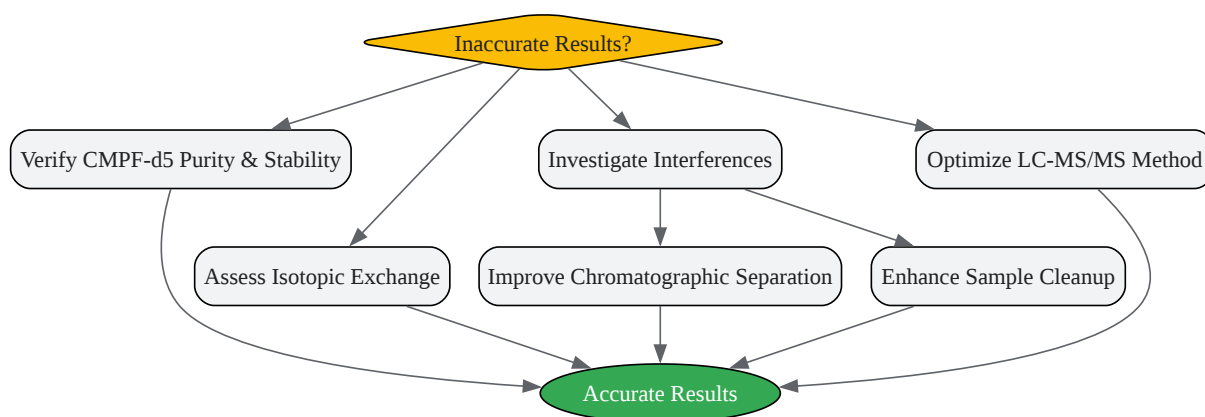 Inaccurate Results?
Verify CMPF-d5 Purity & Stability
Investigate Interferences
Optimize LC-MS/MS Method
Assess Isotopic Exchange
Improve Chromatographic Separation
Enhance Sample Cleanup
Accurate Results